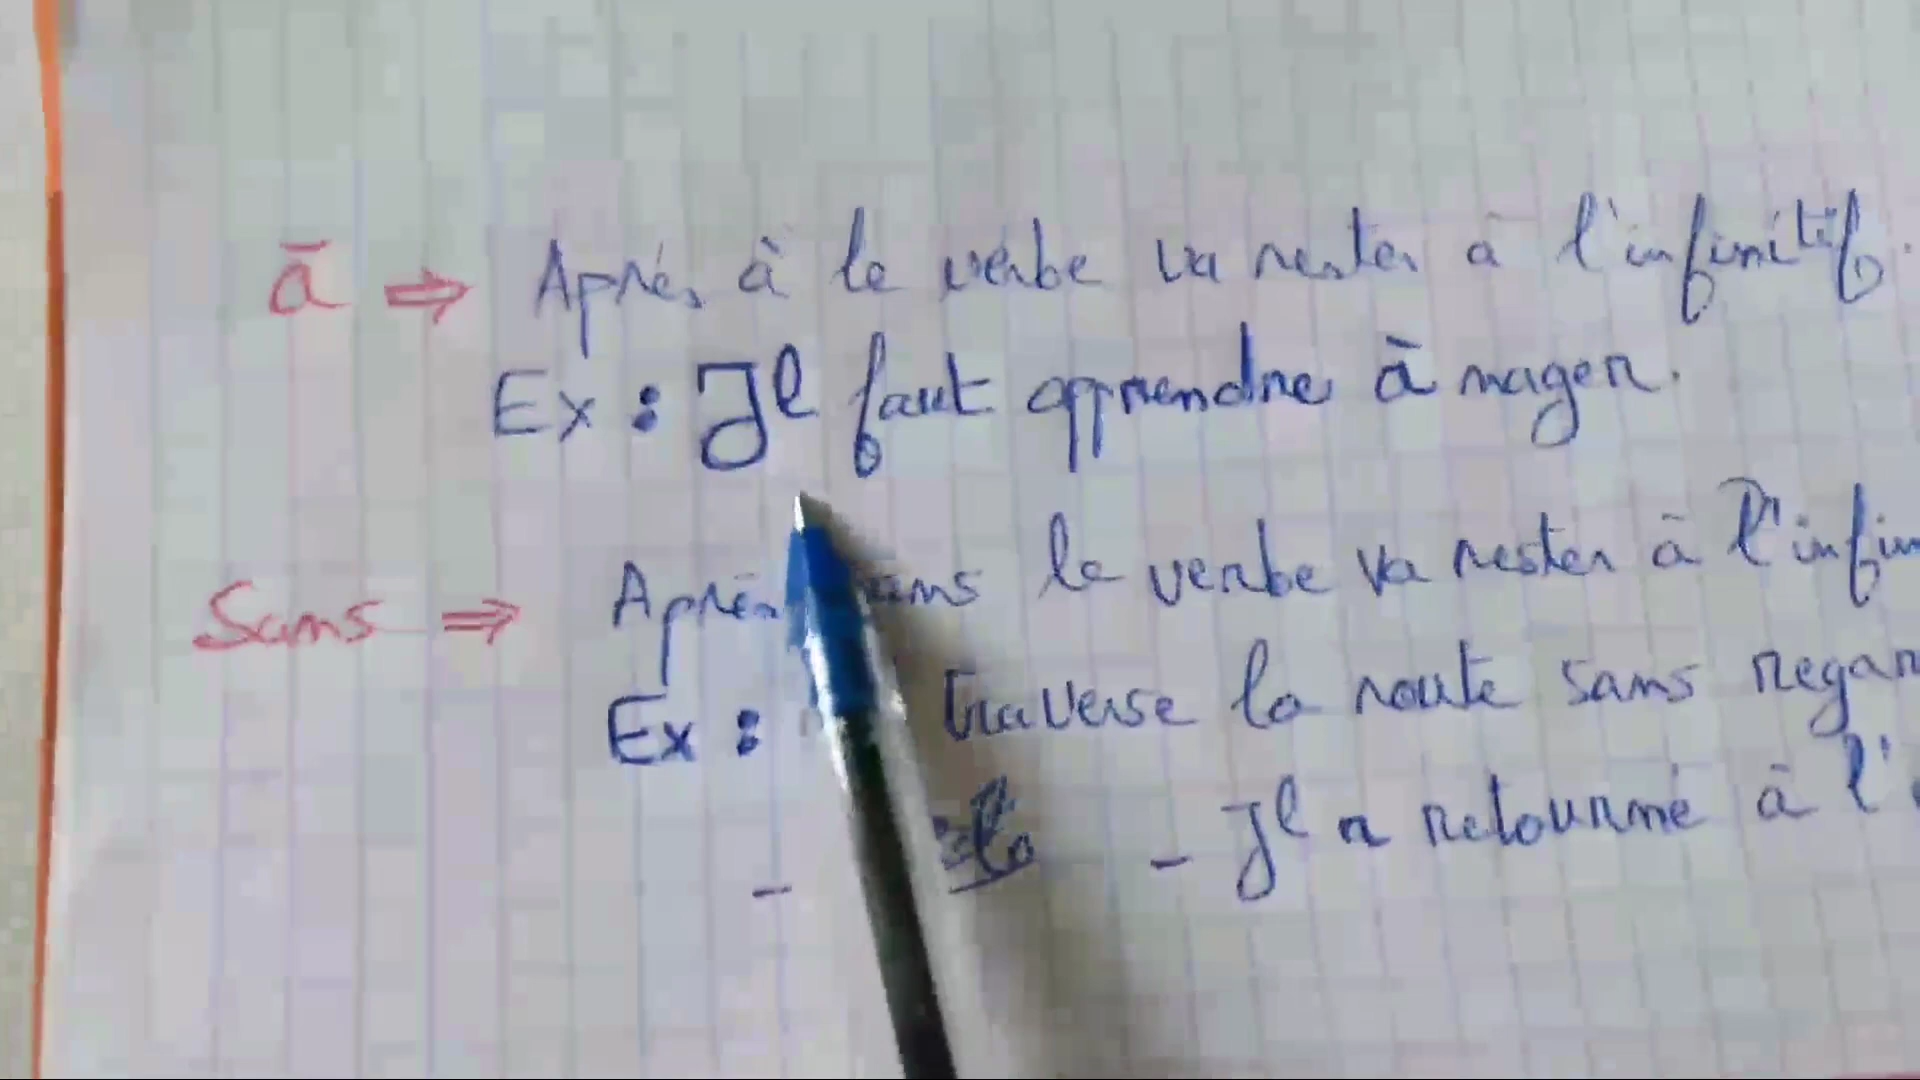 à ⇒ Après à le verbe va rester à l'infinitif.
Ex : Il faut apprendre à nager.
Sans ⇒ Après sans le verbe va rester à l'infin
Ex : traverse la route sans regar
- - Il a retourné à l'